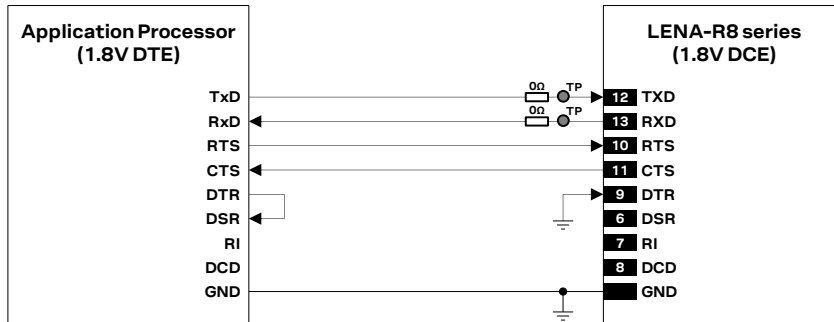 Application Processor
(1.8V DTE)
TxD
RxD
RTS
CTS
DTR
DSR
RI
DCD
GND
0Ω TP
0Ω TP
LENA-R8 series
(1.8V DCE)
12 TXD
13 RXD
10 RTS
11 CTS
9 DTR
6 DSR
7 RI
8 DCD
GND